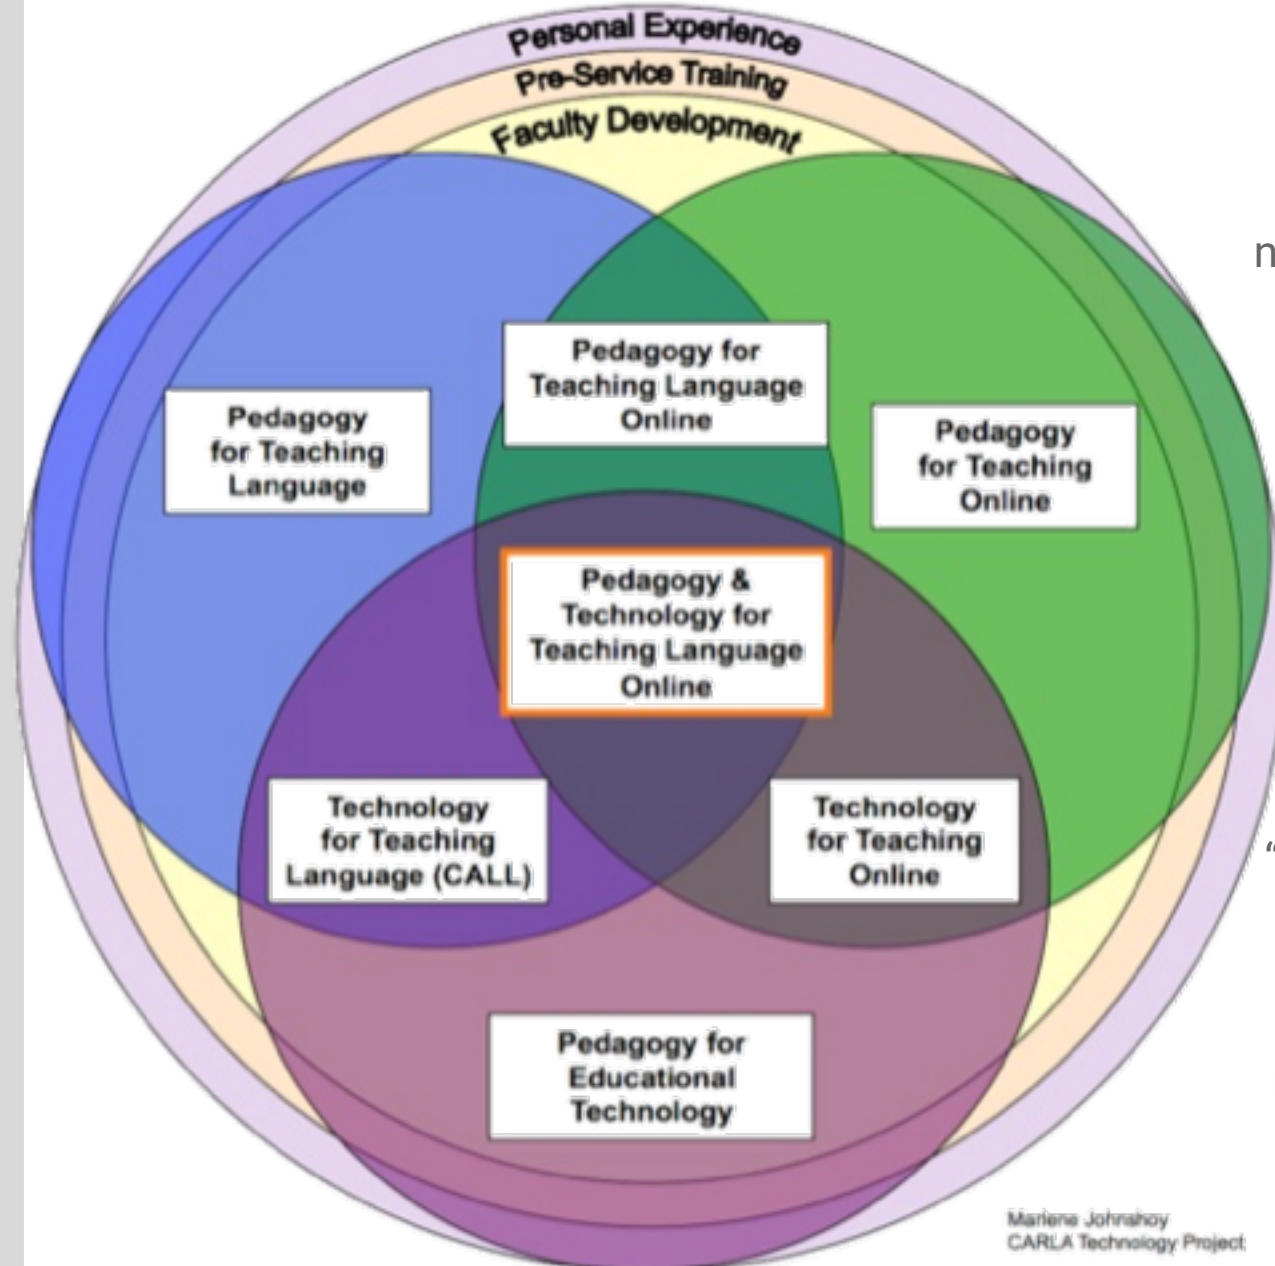 Personal Experience
Pre-Service Training
Faculty Development
n
Pedagogy for
Teaching Language
Online
Pedagogy
for Teaching
Language
Pedagogy
for Teaching
Online
Pedagogy &
Technology for
Teaching Language
Online
Technology
for Teaching
Language (CALL)
Technology
for Teaching
Online
“
Pedagogy for
Educational
Technology
Marlene Johnshoy
CARLA Technology Project